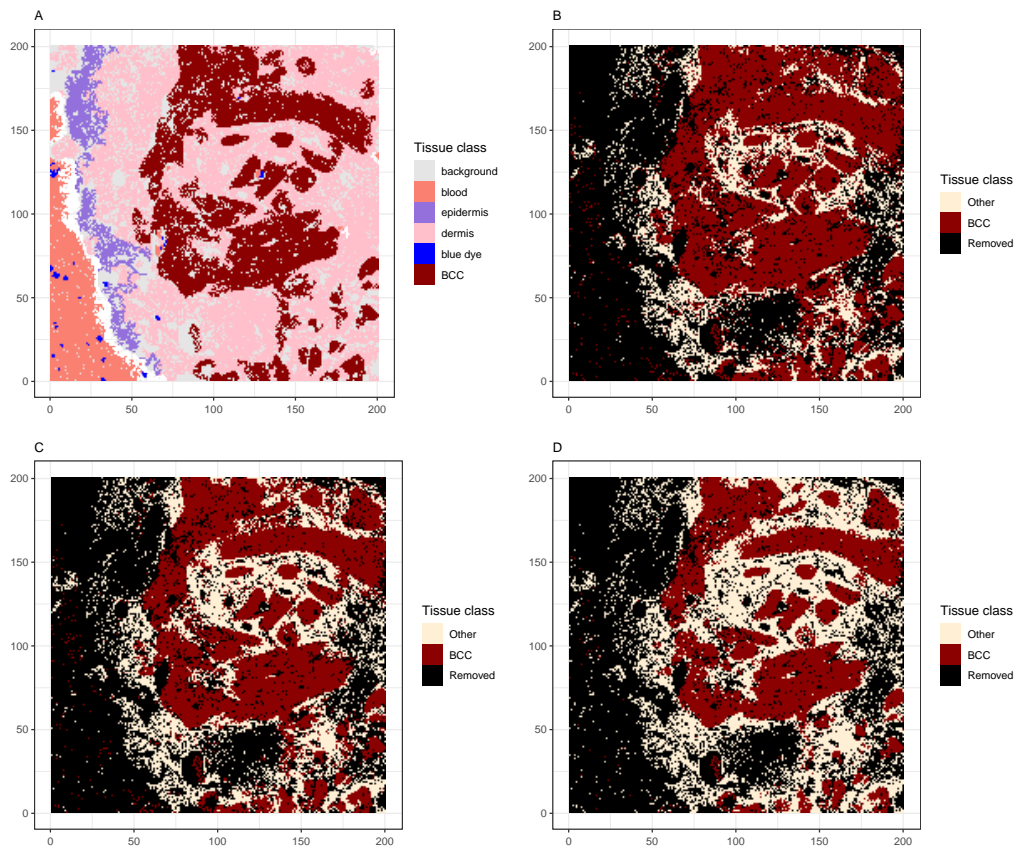 A
200
150
100
50
0
0 50 100 150 200
Tissue class
background
blood
epidermis
dermis
blue dye
BCC
B
200
150
100
50
0
0 50 100 150 200
Tissue class
Other
BCC
Removed
C
200
150
100
50
0
0 50 100 150 200
Tissue class
Other
BCC
Removed
D
200
150
100
50
0
0 50 100 150 200
Tissue class
Other
BCC
Removed